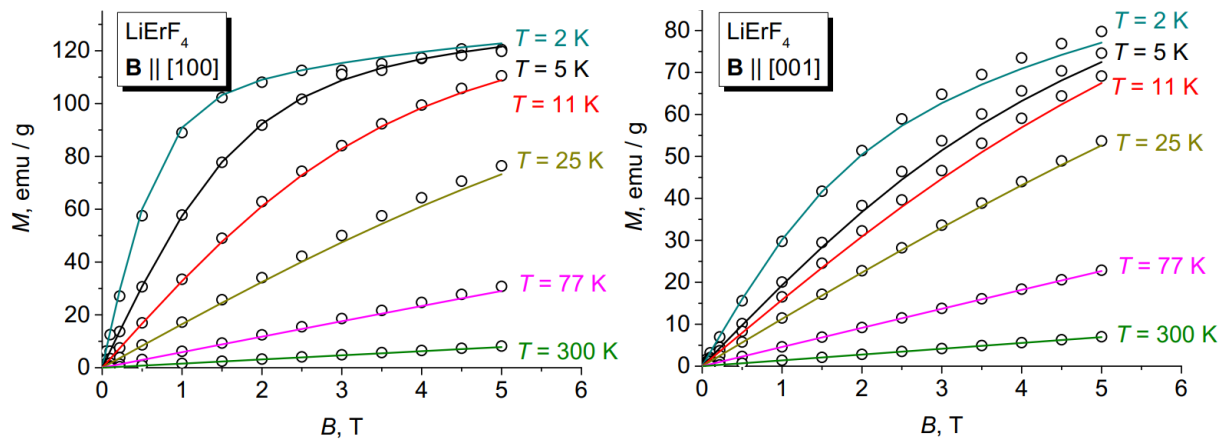 LiErF4
B || [100]
T = 2 K
T = 5 K
T = 11 K
T = 25 K
T = 77 K
T = 300 K
M, emu / g
120
100
80
60
40
20
0
0 1 2 3 4 5 6
B, T
LiErF4
B || [001]
T = 2 K
T = 5 K
T = 11 K
T = 25 K
T = 77 K
T = 300 K
M, emu / g
80
70
60
50
40
30
20
10
0
0 1 2 3 4 5 6
B, T